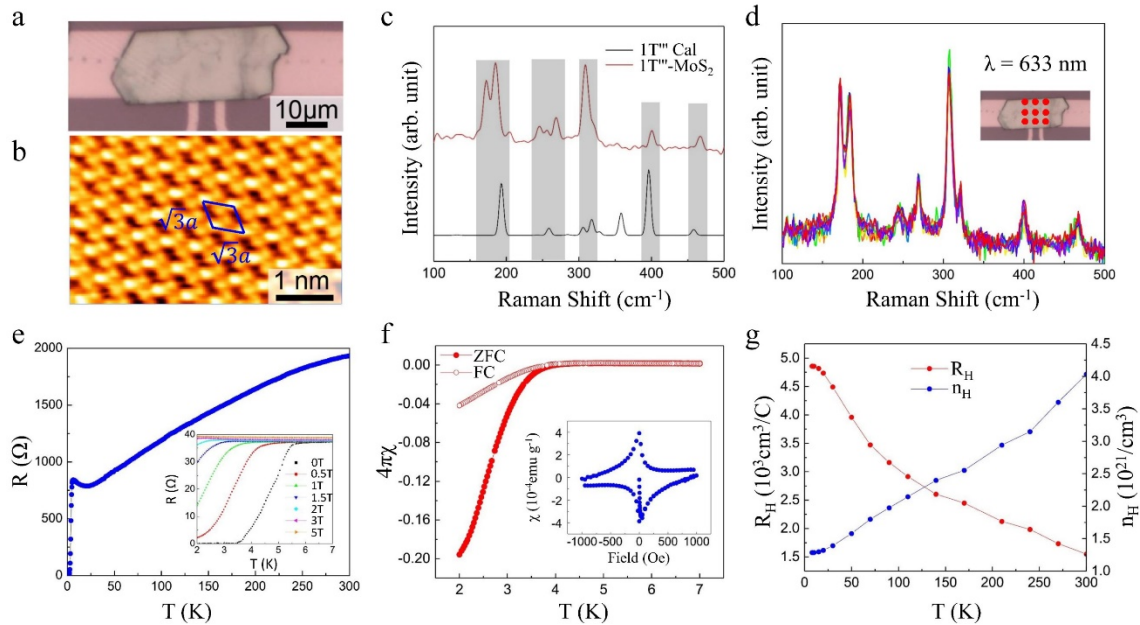 a
10μm
b
√3a
√3a
1 nm
c
Intensity (arb. unit)
1T''' Cal
1T'''-MoS2
100 200 300 400 500
Raman Shift (cm-1)
d
Intensity (arb. unit)
λ = 633 nm
100 200 300 400 500
Raman Shift (cm-1)
e
R (Ω)
2000
1500
1000
500
0
0 50 100 150 200 250 300
T (K)
R (Ω)
40
30
20
10
0
2 3 4 5 6 7
T (K)
0T
0.5T
1T
1.5T
2T
3T
5T
f
4πχ
0.00
-0.04
-0.08
-0.12
-0.16
-0.20
2 3 4 5 6 7
T (K)
ZFC
FC
χ (10-4emu g-1)
4
2
0
-2
-4
-1000 0 1000
Field (Oe)
g
RH (103cm3/C)
5.0
4.5
4.0
3.5
3.0
2.5
2.0
1.5
RH
nH
0 50 100 150 200 250 300
T (K)
4.5
4.0
3.5
3.0
2.5
2.0
1.5
1.0
nH (1021/cm3)